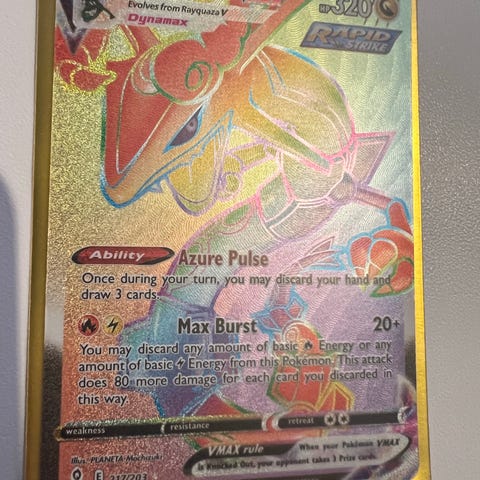 Evolves from Rayquaza V
Dynamax
HP 320
RAPID STRIKE
Ability Azure Pulse
Once during your turn, you may discard your hand and
draw 3 cards.
Max Burst 20+
You may discard any amount of basic Energy or any
amount of basic Energy from this Pokémon. This attack
does 80 more damage for each card you discarded in
this way.
weakness resistance retreat
VMAX rule When your Pokémon VMAX
is Knocked Out, your opponent takes 3 Prize cards.
Illus. PLANETA Mochizuki
E 217/203